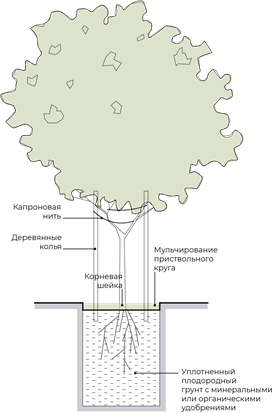 Капроновая
нить
Деревянные
колья
Мульчирование
приствольного
круга
Корневая
шейка
Уплотненный
плодородный
грунт с минеральными
или органическими
удобрениями